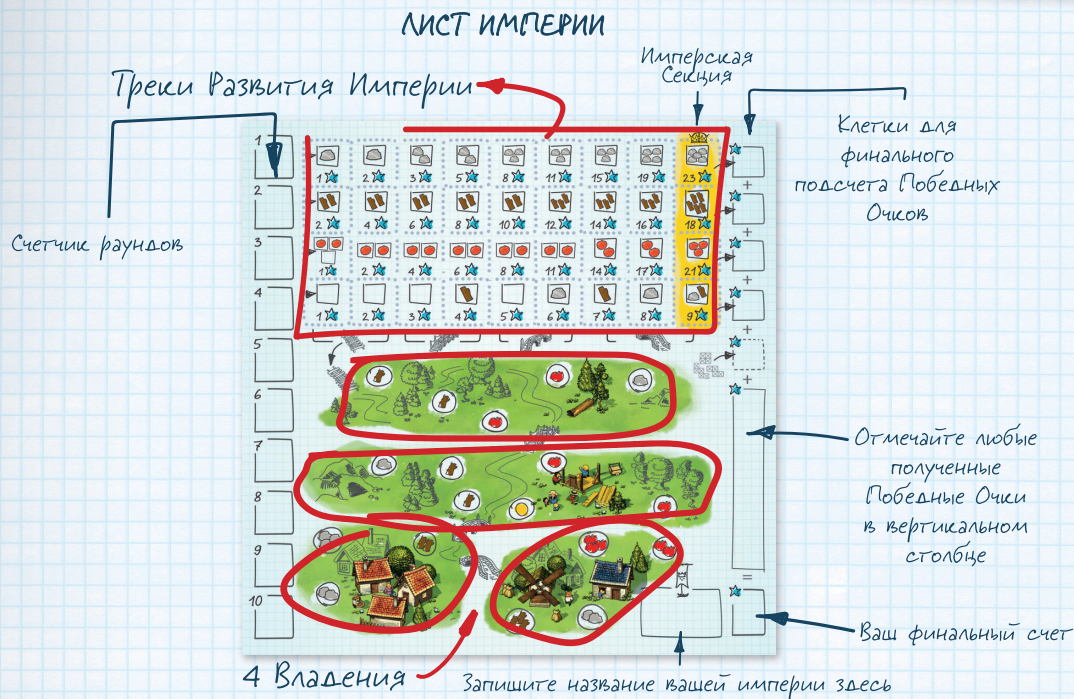 ЛИСТ ИМПЕРИИ
Треки Развития Империи
Имперская
Секция
Клетки для
финального
подсчета Победных
Очков
Счетчик раундов
1
1 2 3 5 8 11 15 19 23
+
2
2 4 6 8 10 12 14 16 18
+
3
1 2 4 6 8 11 14 17 21
+
4
1 2 3 4 5 6 7 8 9
+
5
+
6
7
8
9
10
=
Отмечайте любые
полученные
Победные Очки
в вертикальном
столбце
Ваш финальный счет
4 Владения
Запишите название вашей империи здесь